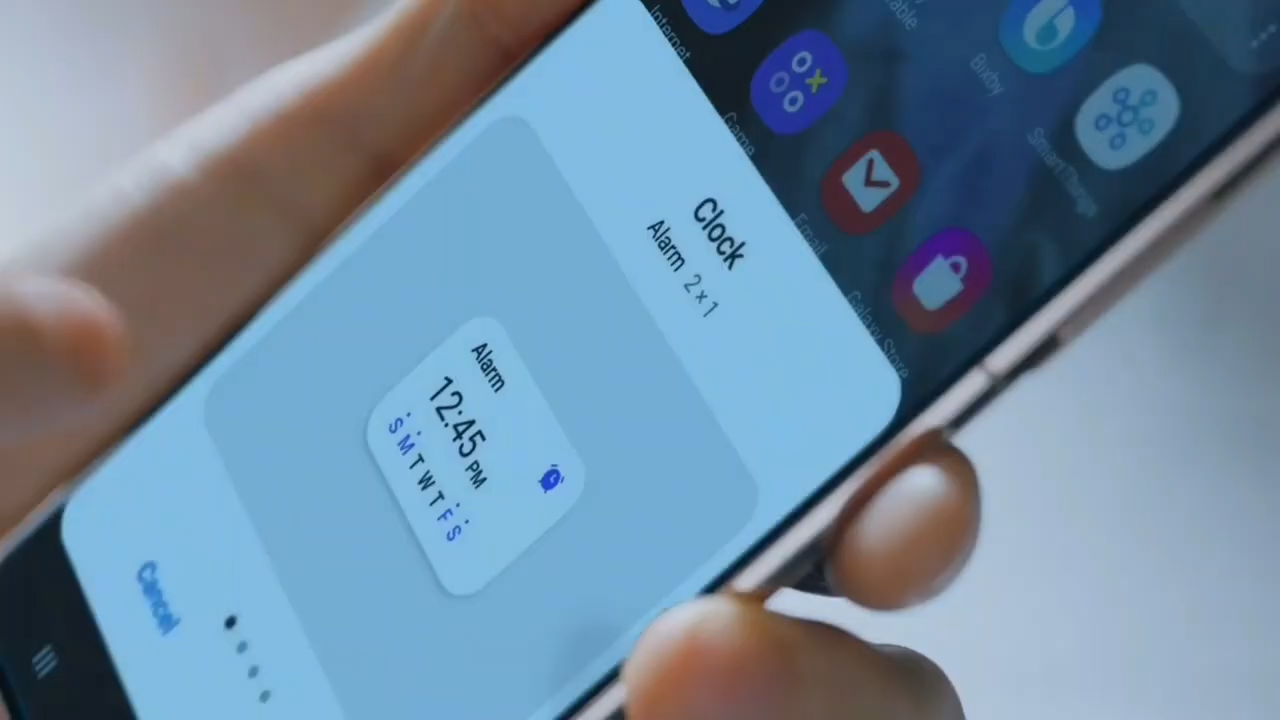 Internet
Game
Email
Galaxy Store
Bixby
SmartThings
Clock
Alarm 2 x 1
Alarm
12:45 PM
S M T W T F S
Cancel